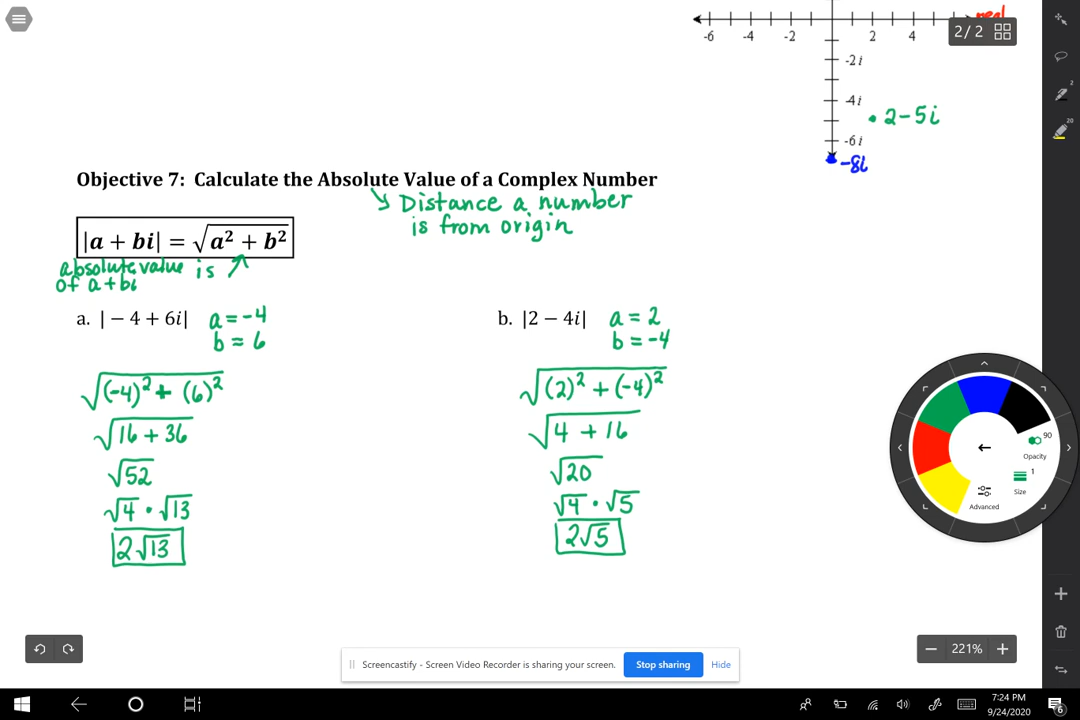 real
2/2
-6 -4 -2 2 4
-2i
-4i
2-5i
-6i
-8i
Objective 7: Calculate the Absolute Value of a Complex Number
Distance a number
is from origin
|a + bi| = √a² + b²
absolute value is
of a+bi
a. |− 4 + 6i| a = -4
b = 6
√(-4)² + (6)²
√16 + 36
√52
√4 · √13
2√13
b. |2 − 4i| a = 2
b = -4
√(2)² + (-4)²
√4 + 16
√20
√4 · √5
2√5
2
20
90
Opacity
1
Size
Advanced
Screencastify - Screen Video Recorder is sharing your screen. Stop sharing Hide
221%
7:24 PM
9/24/2020
6